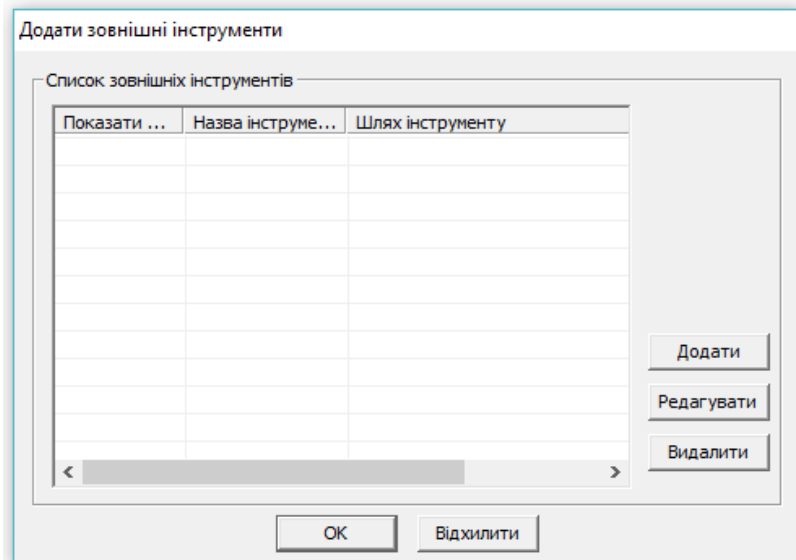 Додати зовнішні інструменти
Список зовнішніх інструментів
Показати ... Назва інструме... Шлях інструменту
Додати
Редагувати
Видалити
OK Відхилити